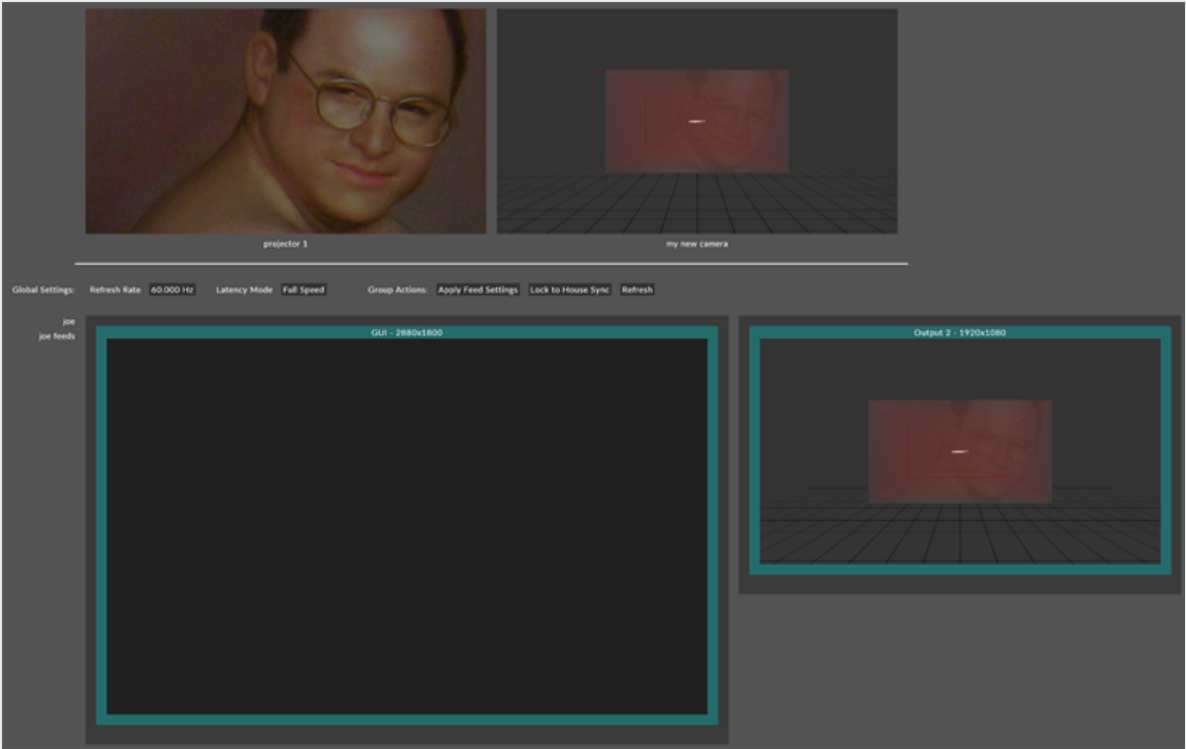 projector 1
my new camera
Global Settings: Refresh Rate 60.000 Hz Latency Mode Full Speed Group Actions: Apply Feed Settings Lock to House Sync Refresh
joe
joe feeds
GUI - 2880x1800
Output 2 - 1920x1080